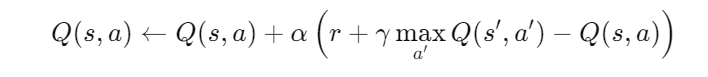 Q(s, a) ← Q(s, a) + α (r + γ max_{a′} Q(s′, a′) − Q(s, a))